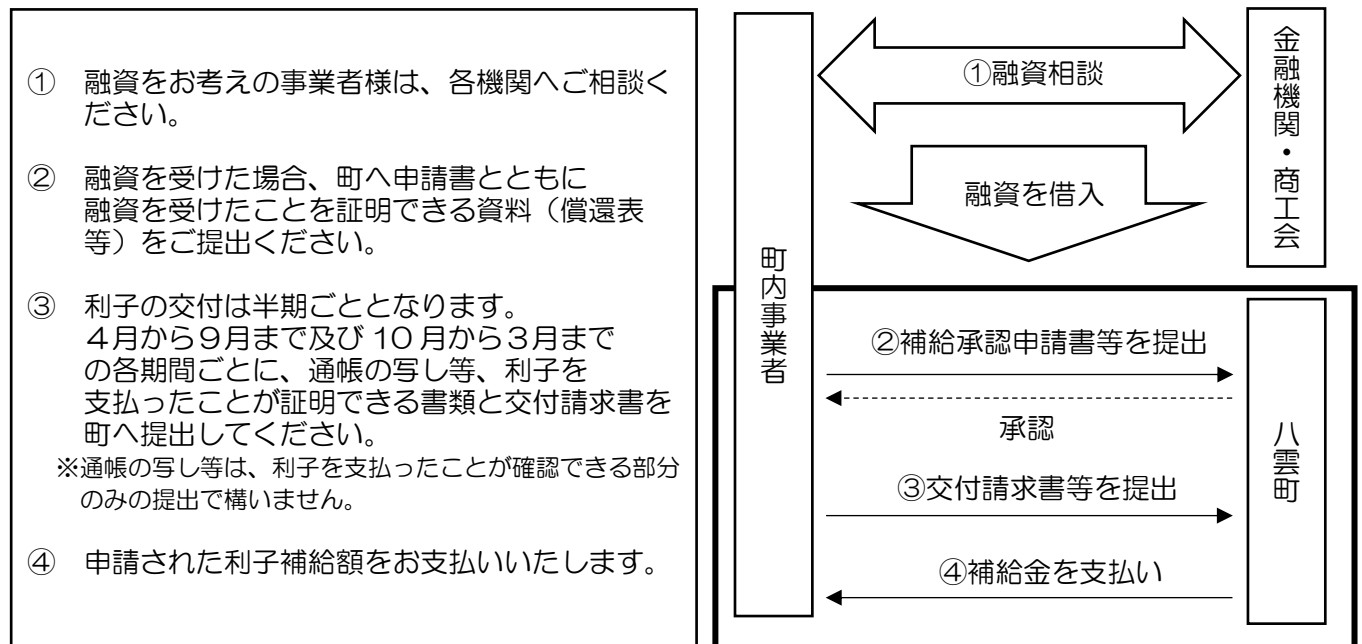 ① 融資をお考えの事業者様は、各機関へご相談く
ださい。
② 融資を受けた場合、町へ申請書とともに
融資を受けたことを証明できる資料（償還表
等）をご提出ください。
③ 利子の交付は半期ごととなります。
４月から９月まで及び 10 月から３月まで
の各期間ごとに、通帳の写し等、利子を
支払ったことが証明できる書類と交付請求書を
町へ提出してください。
※通帳の写し等は、利子を支払ったことが確認できる部分
のみの提出で構いません。
④ 申請された利子補給額をお支払いいたします。
町内事業者
①融資相談
融資を借入
金融機関・商工会
②補給承認申請書等を提出
承認
③交付請求書等を提出
④補給金を支払い
八雲町